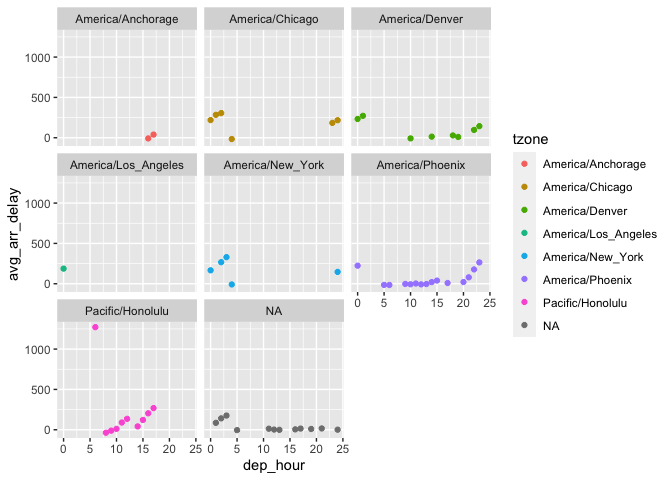 America/Anchorage America/Chicago America/Denver
1000
500
0
America/Los_Angeles America/New_York America/Phoenix
1000
500
0
0 5 10 15 20 25
Pacific/Honolulu NA
1000
500
0
0 5 10 15 20 25 0 5 10 15 20 25
dep_hour
avg_arr_delay
tzone
America/Anchorage
America/Chicago
America/Denver
America/Los_Angeles
America/New_York
America/Phoenix
Pacific/Honolulu
NA